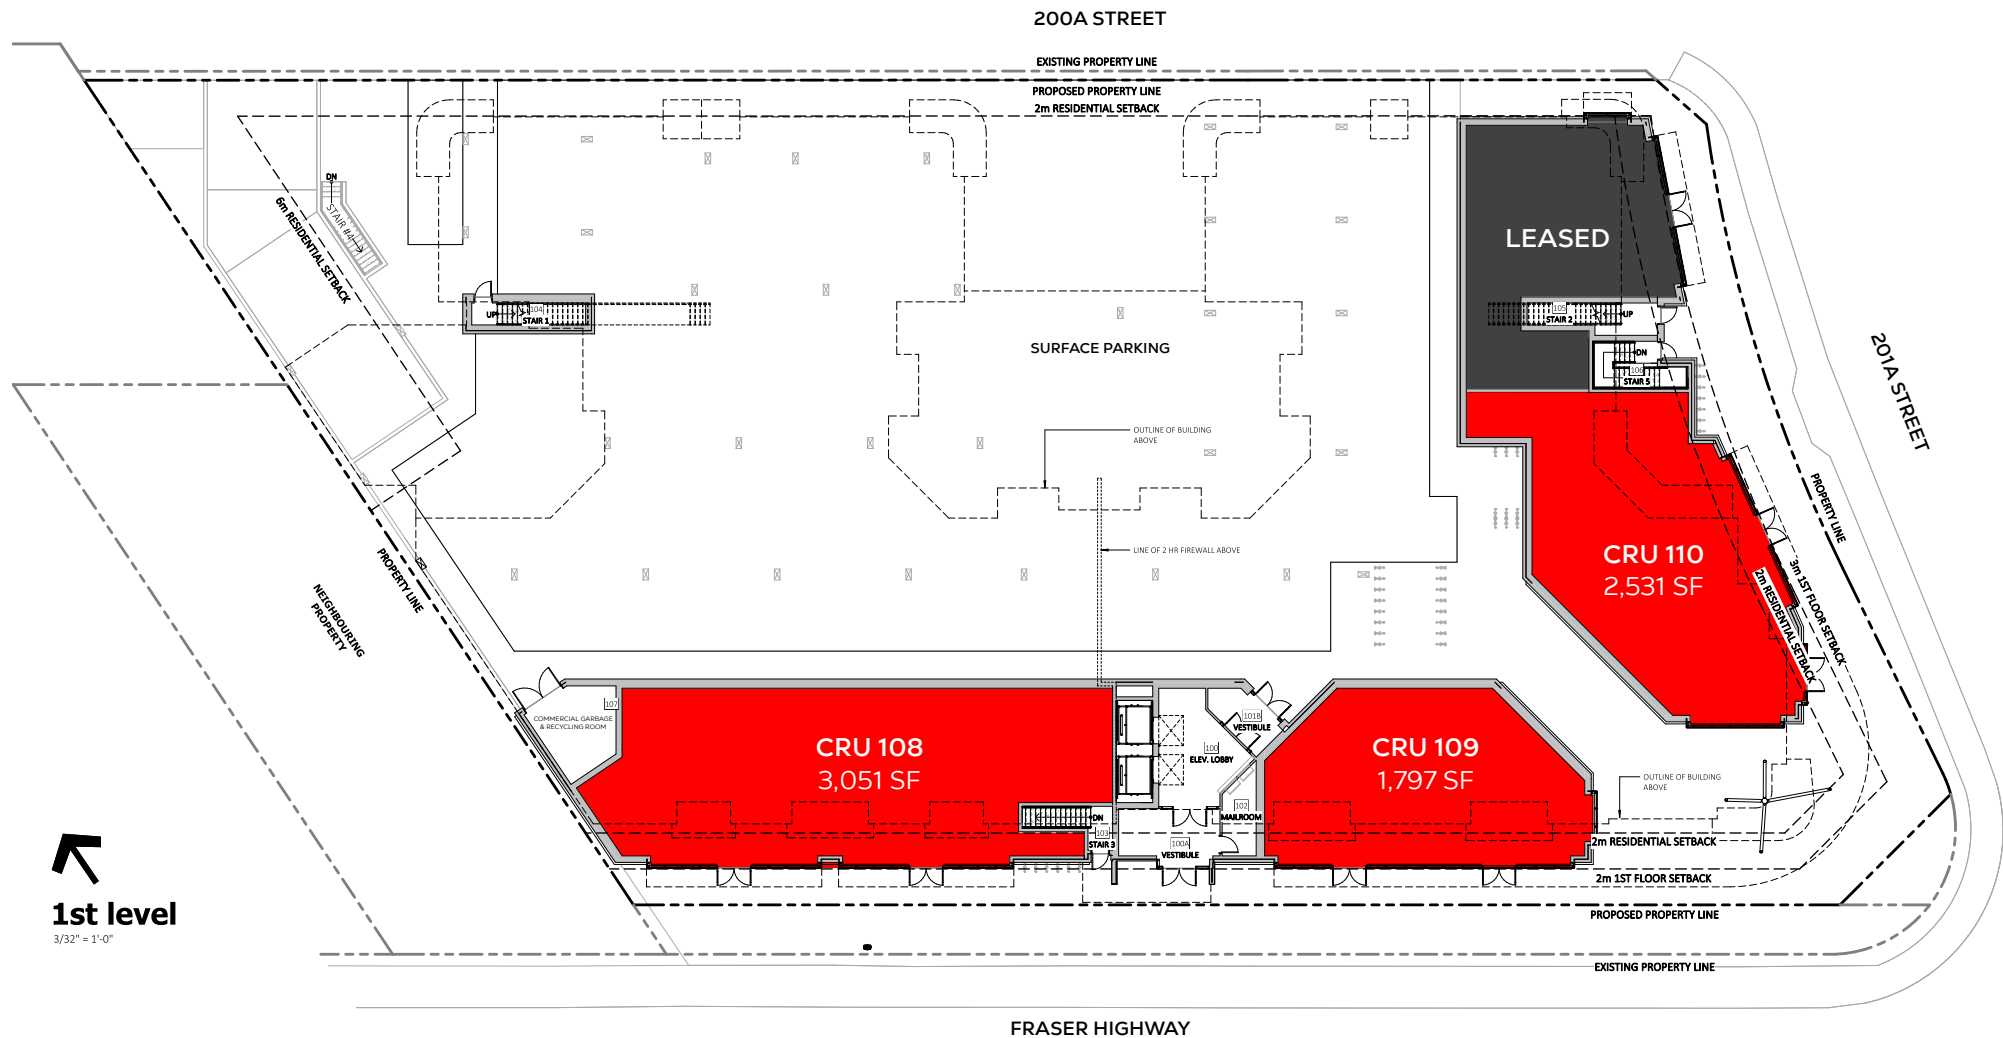 200A STREET
EXISTING PROPERTY LINE
PROPOSED PROPERTY LINE
2m RESIDENTIAL SETBACK
DN
STAIR #4
6m RESIDENTIAL SETBACK
LEASED
104
UP
STAIR 1
105
UP
STAIR 2
DN
106
STAIR 5
SURFACE PARKING
201A STREET
OUTLINE OF BUILDING
ABOVE
PROPERTY LINE
LINE OF 2 HR FIREWALL ABOVE
CRU 110
2,531 SF
3m 1ST FLOOR SETBACK
2m RESIDENTIAL SETBACK
PROPERTY LINE
NEIGHBOURING
PROPERTY
107
COMMERCIAL GARBAGE
& RECYCLING ROOM
101B
VESTIBULE
100
ELEV. LOBBY
CRU 108
3,051 SF
CRU 109
1,797 SF
OUTLINE OF BUILDING
ABOVE
102
MAILROOM
DN
103
STAIR 3
100A
VESTIBULE
2m RESIDENTIAL SETBACK
2m 1ST FLOOR SETBACK
PROPOSED PROPERTY LINE
1st level
3/32" = 1'-0"
EXISTING PROPERTY LINE
FRASER HIGHWAY